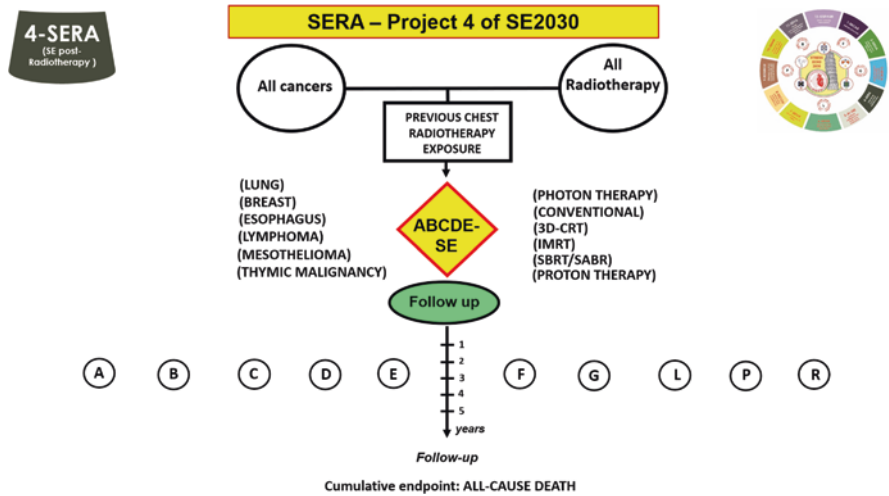 4-SERA
(SE post-
Radiotherapy )
SERA – Project 4 of SE2030
All cancers
All
Radiotherapy
PREVIOUS CHEST
RADIOTHERAPY
EXPOSURE
(LUNG)
(BREAST)
(ESOPHAGUS)
(LYMPHOMA)
(MESOTHELIOMA)
(THYMIC MALIGNANCY)
ABCDE-
SE
(PHOTON THERAPY)
(CONVENTIONAL)
(3D-CRT)
(IMRT)
(SBRT/SABR)
(PROTON THERAPY)
Follow up
1
2
3
4
5
years
A B C D E F G L P R
Follow-up
Cumulative endpoint: ALL-CAUSE DEATH